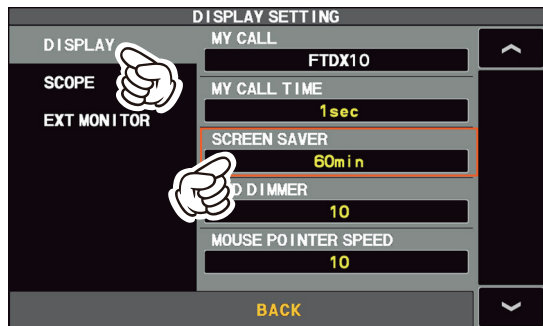 DISPLAY SETTING
DISPLAY
SCOPE
EXT MONITOR
MY CALL
FTDX10
MY CALL TIME
1sec
SCREEN SAVER
60min
DIMMER
10
MOUSE POINTER SPEED
10
BACK